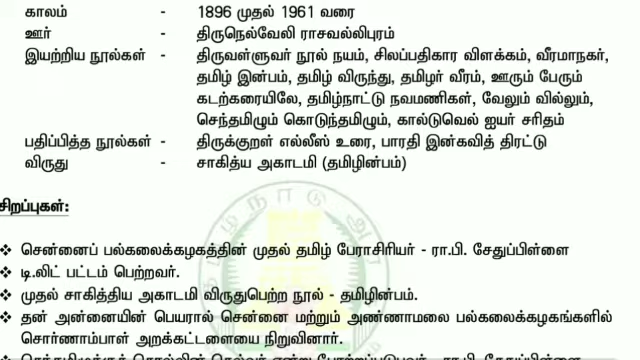 காலம் - 1896 முதல் 1961 வரை
ஊர் - திருநெல்வேலி ராசவல்லிபுரம்
இயற்றிய நூல்கள் - திருவள்ளுவர் நூல் நயம், சிலப்பதிகார விளக்கம், வீரமாநகர்,
தமிழ் இன்பம், தமிழ் விருந்து, தமிழர் வீரம், ஊரும் பேரும்
கடற்கரையிலே, தமிழ்நாட்டு நவமணிகள், வேலும் வில்லும்,
செந்தமிழும் கொடுந்தமிழும், கால்டுவெல் ஐயர் சரிதம்
பதிப்பித்த நூல்கள் - திருக்குறள் எல்லீஸ் உரை, பாரதி இன்கவித் திரட்டு
விருது - சாகித்ய அகாடமி (தமிழின்பம்)
சிறப்புகள்:
❖ சென்னைப் பல்கலைக்கழகத்தின் முதல் தமிழ் பேராசிரியர் - ரா.பி. சேதுப்பிள்ளை
❖ டி.லிட் பட்டம் பெற்றவர்.
❖ முதல் சாகித்திய அகாடமி விருதுபெற்ற நூல் - தமிழின்பம்.
❖ தன் அன்னையின் பெயரால் சென்னை மற்றும் அண்ணாமலை பல்கலைக்கழகங்களில்
சொர்ணாம்பாள் அறக்கட்டளையை நிறுவினார்.